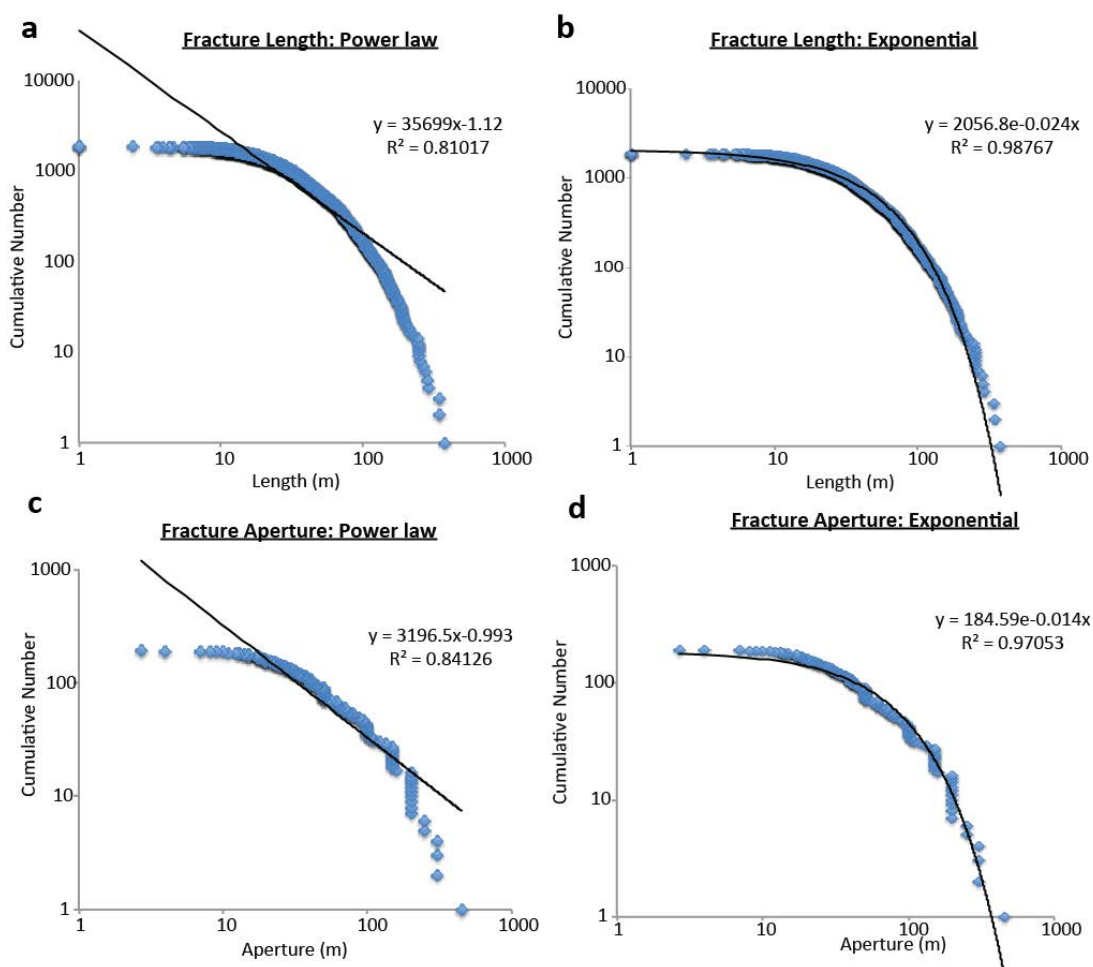 a
Fracture Length: Power law
10000
1000
100
10
1
1
10
100
1000
y = 35699x-1.12
R² = 0.81017
Cumulative Number
Length (m)
b
Fracture Length: Exponential
10000
1000
100
10
1
1
10
100
1000
y = 2056.8e-0.024x
R² = 0.98767
Cumulative Number
Length (m)
c
Fracture Aperture: Power law
1000
100
10
1
1
10
100
1000
y = 3196.5x-0.993
R² = 0.84126
Cumulative Number
Aperture (m)
d
Fracture Aperture: Exponential
1000
100
10
1
1
10
100
1000
y = 184.59e-0.014x
R² = 0.97053
Cumulative Number
Aperture (m)